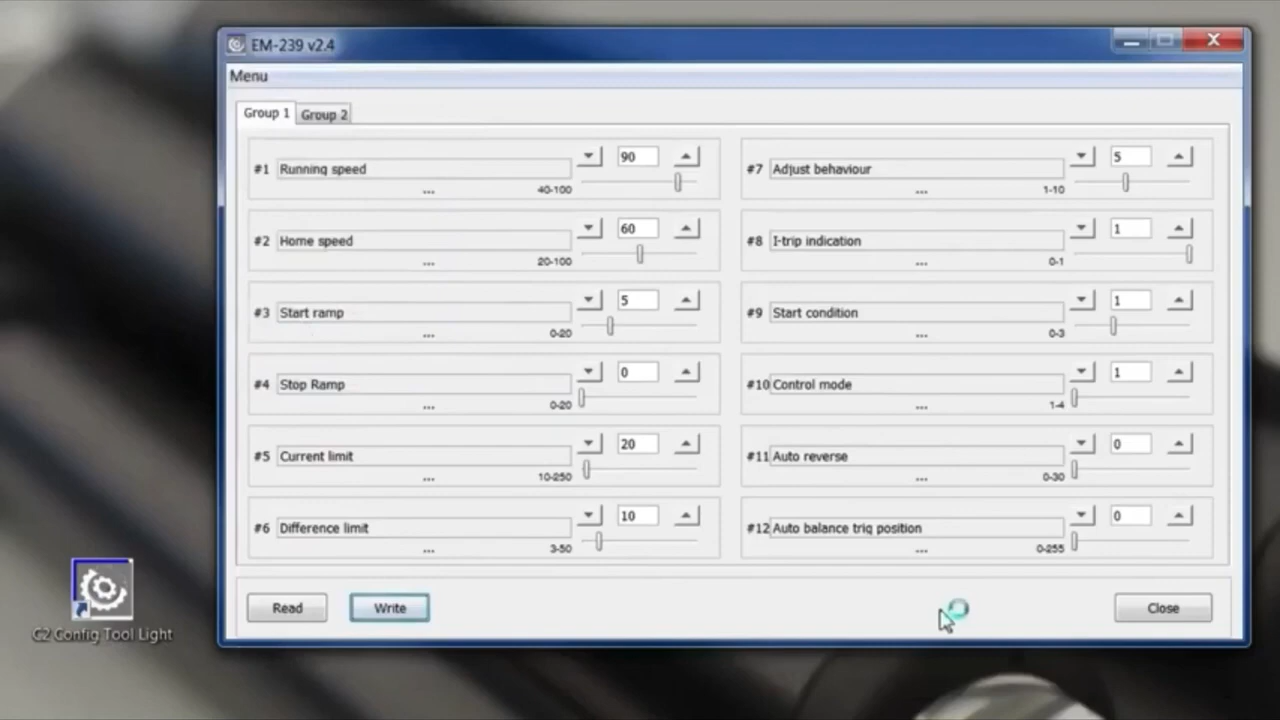 EM-239 v2.4
Menu
Group 1 Group 2
#1 Running speed 90
... 40-100
#2 Home speed 60
... 20-100
#3 Start ramp 5
... 0-20
#4 Stop Ramp 0
... 0-20
#5 Current limit 20
... 10-250
#6 Difference limit 10
... 3-50
#7 Adjust behaviour 5
... 1-10
#8 I-trip indication 1
... 0-1
#9 Start condition 1
... 0-3
#10 Control mode 1
... 1-4
#11 Auto reverse 0
... 0-30
#12 Auto balance trig position 0
... 0-255
Read Write Close
C2 Config Tool Light